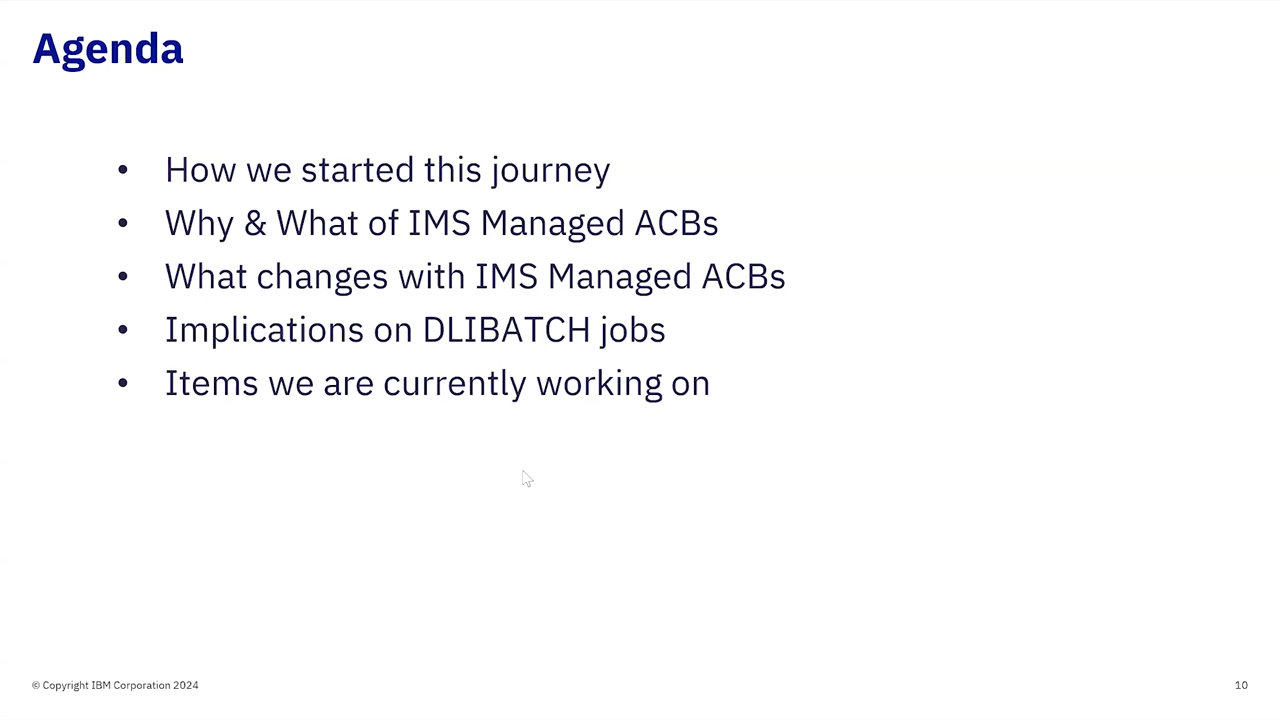 Agenda
• How we started this journey
• Why & What of IMS Managed ACBs
• What changes with IMS Managed ACBs
• Implications on DLIBATCH jobs
• Items we are currently working on
© Copyright IBM Corporation 2024
10